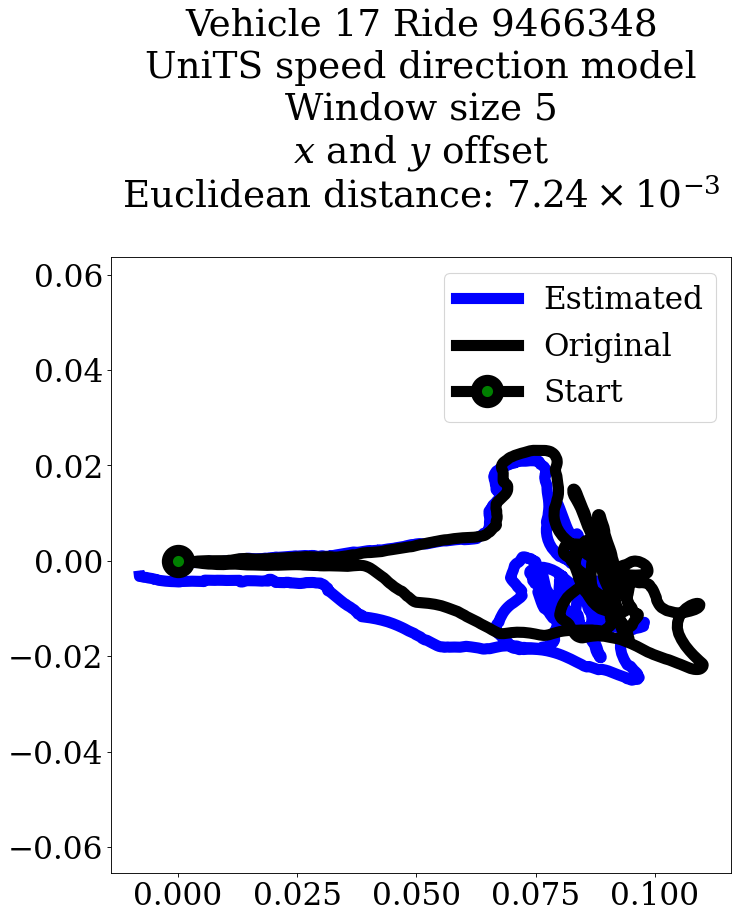 Vehicle 17 Ride 9466348
UniTS speed direction model
Window size 5
x and y offset
Euclidean distance: 7.24 × 10⁻³
Estimated
Original
Start
0.06
0.04
0.02
0.00
−0.02
−0.04
−0.06
0.000 0.025 0.050 0.075 0.100